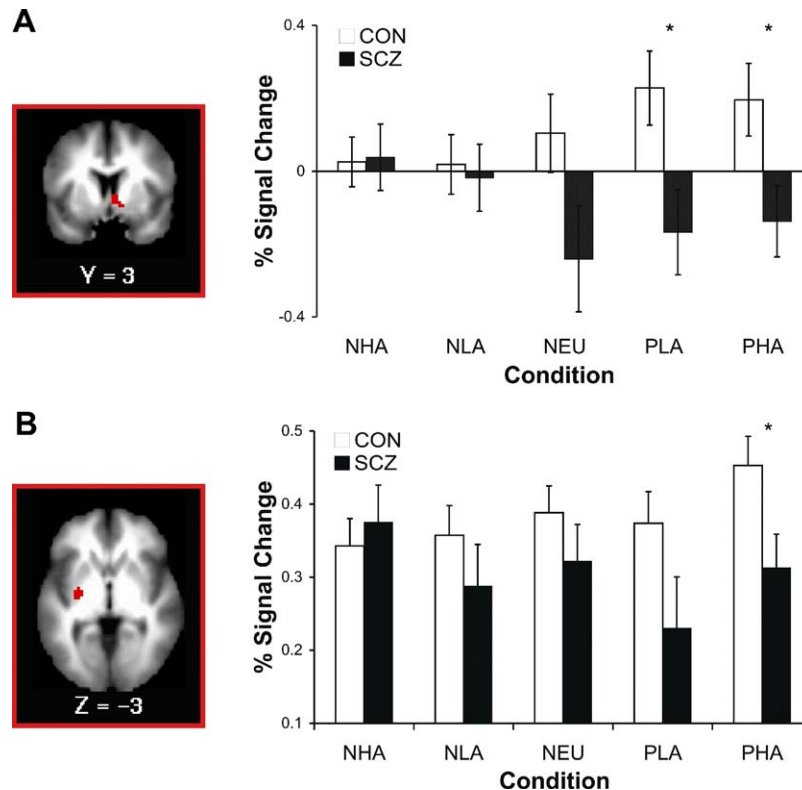 A
Y = 3
% Signal Change
0.4
0
-0.4
CON
SCZ
*
*
NHA NLA NEU PLA PHA
Condition
B
Z = −3
% Signal Change
0.5
0.4
0.3
0.2
0.1
CON
SCZ
*
NHA NLA NEU PLA PHA
Condition